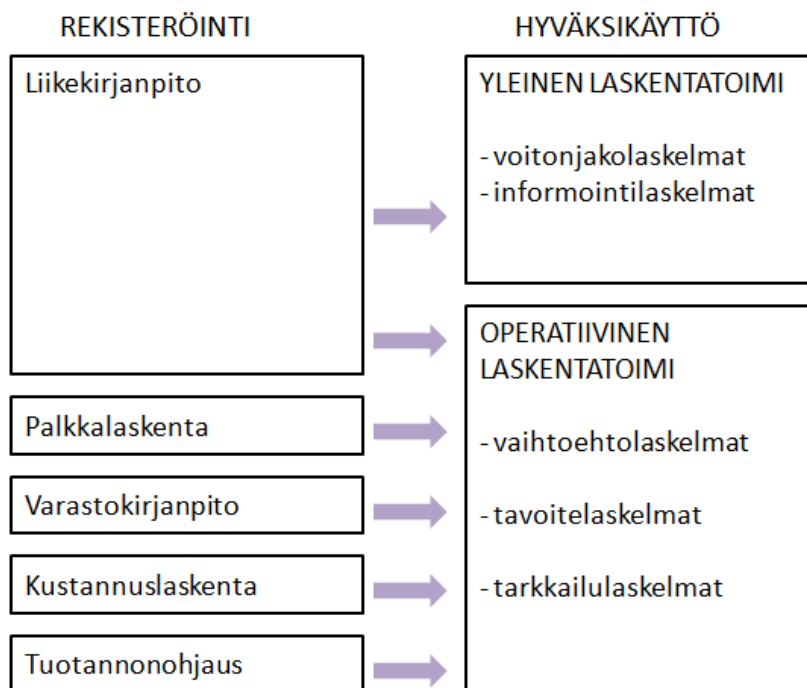 REKISTERÖINTI
Liikekirjanpito
Palkkalaskenta
Varastokirjanpito
Kustannuslaskenta
Tuotannonohjaus
HYVÄKSIKÄYTTÖ
YLEINEN LASKENTATOIMI
- voitonjakolaskelmat
- informointilaskelmat
OPERATIIVINEN
LASKENTATOIMI
- vaihtoehtolaskelmat
- tavoitelaskelmat
- tarkkailulaskelmat